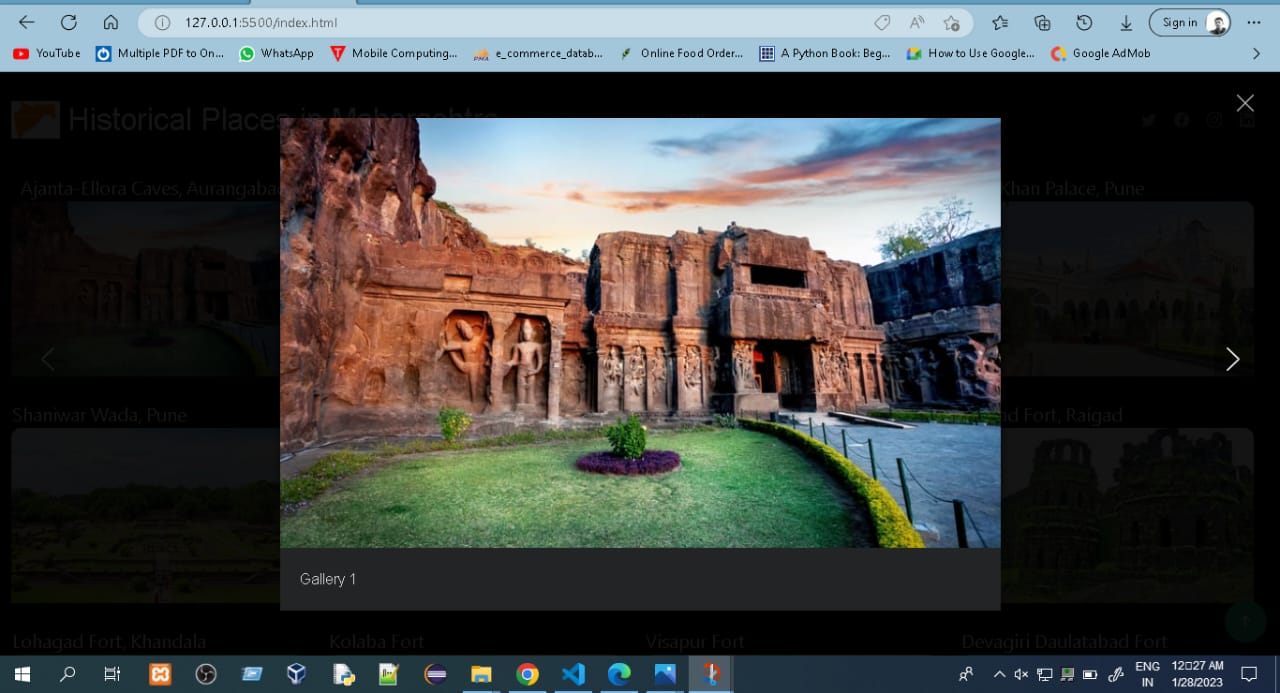 127.0.0.1:5500/index.html
Sign in
YouTube
Multiple PDF to On...
WhatsApp
Mobile Computing...
e_commerce_datab...
Online Food Order...
A Python Book: Beg...
How to Use Google...
Google AdMob
Historical Places in Maharashtra
Ajanta-Ellora Caves, Aurangabad
Khan Palace, Pune
Shaniwar Wada, Pune
Fort, Raigad
Gallery 1
Lohagad Fort, Khandala
Kolaba Fort
Visapur Fort
Devagiri Daulatabad Fort
ENG
IN
12▯27 AM
1/28/2023